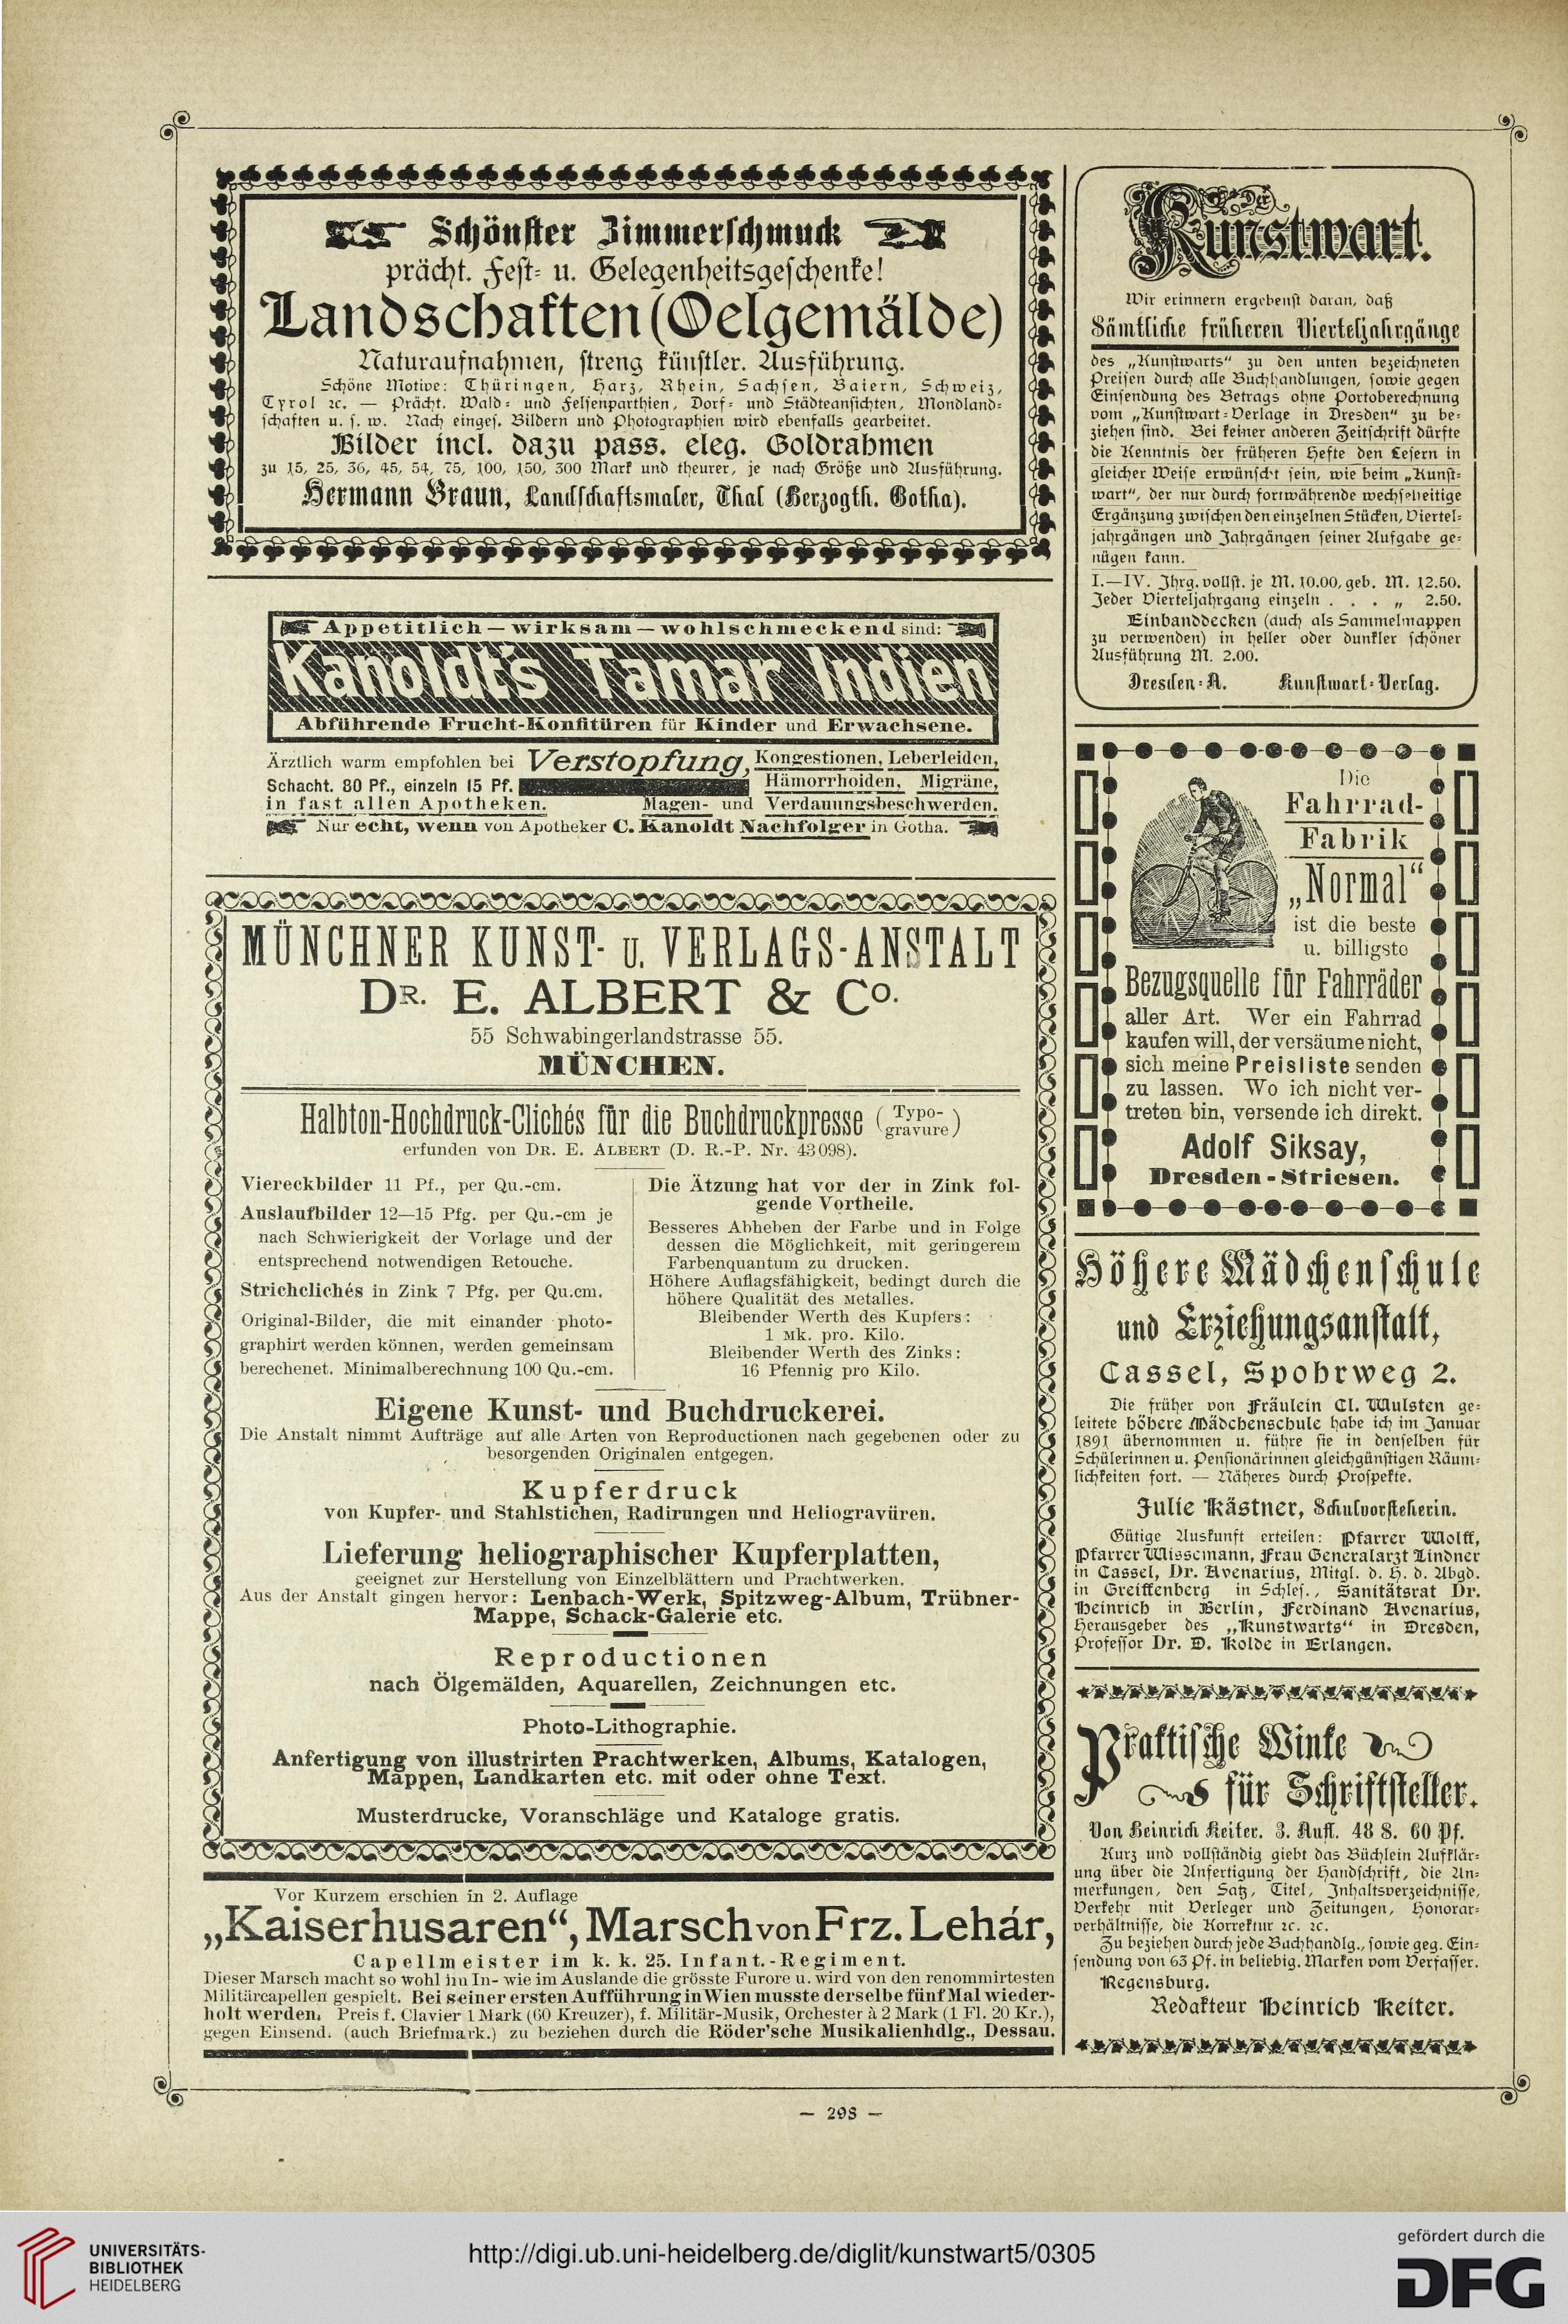 Schönster Zimmerschmuck
prächt. Fest- u. Gelegenheitsgeschenke!
Landschaften (Oelgemälde)
Naturaufnahmen, streng künstler. Ausführung.
Schöne Motive: Thüringen, Harz, Rhein, Sachsen, Baiern, Schweiz,
Tyrol ꝛc. — Prächt. Wald- und Felsenparthien, Dorf- und Städteansichten, Mondland-
schaften u. s. w. Nach einges. Bildern und Photographien wird ebenfalls gearbeitet.
Bilder incl. dazu pass. eleg. Goldrahmen
zu 15, 25, 36, 45, 54, 75, 100, 150, 300 Mark und theurer, je nach Größe und Ausführung.
Hermann Braun, Landschaftsmaler, Thal (Herzogth. Gotha).
Appetitlich — wirksam — wohlschmeckend sind:
Kanoldt's Tamar Indien
Abführende Frucht-Konfitüren für Kinder und Erwachsene.
Ärztlich warm empfohlen bei Verstopfung, Kongestionen, Leberleiden,
Schacht. 80 Pf., einzeln 15 Pf. Hämorrhoiden, Migräne,
in fast allen Apotheken. Magen- und Verdauungsbeschwerden.
Nur echt, wenn von Apotheker C. Kanoldt Nachfolger in Gotha.
MÜNCHNER KUNST- U. VERLAGS-ANSTALT
DR. E. ALBERT & CO.
55 Schwabingerlandstrasse 55.
MÜNCHEN.
Halbton-Hochdruck-Clichés für die Buchdruckpresse (Typo-
gravure)
erfunden von DR. E. ALBERT (D. R.-P. Nr. 43098).
Viereckbilder 11 Pf., per Qu.-cm.
Auslaufbilder 12—15 Pfg. per Qu.-cm je
nach Schwierigkeit der Vorlage und der
entsprechend notwendigen Retouche.
Strichclichés in Zink 7 Pfg. per Qu.cm.
Original-Bilder, die mit einander photo-
graphirt werden können, werden gemeinsam
berechenet. Minimalberechnung 100 Qu.-cm.
Die Ätzung hat vor der in Zink fol-
gende Vortheile.
Besseres Abheben der Farbe und in Folge
dessen die Möglichkeit, mit geringerem
Farbenquantum zu drucken.
Höhere Auflagsfähigkeit, bedingt durch die
höhere Qualität des Metalles.
Bleibender Werth des Kupfers:
1 Mk. pro. Kilo.
Bleibender Werth des Zinks:
16 Pfennig pro Kilo.
Eigene Kunst- und Buchdruckerei.
Die Anstalt nimmt Aufträge auf alle Arten von Reproductionen nach gegebenen oder zu
besorgenden Originalen entgegen.
Kupferdruck
von Kupfer- und Stahlstichen, Radirungen und Heliogravüren.
Lieferung heliographischer Kupferplatten,
geeignet zur Herstellung von Einzelblättern und Prachtwerken.
Aus der Anstalt gingen hervor: Lenbach-Werk, Spitzweg-Album, Trübner-
Mappe, Schack-Galerie etc.
Reproductionen
nach Ölgemälden, Aquarellen, Zeichnungen etc.
Photo-Lithographie.
Anfertigung von illustrirten Prachtwerken, Albums, Katalogen,
Mappen, Landkarten etc. mit oder ohne Text.
Musterdrucke, Voranschläge und Kataloge gratis.
Vor Kurzem erschien in 2. Auflage
„Kaiserhusaren“, Marsch von Frz. Lehár,
Capellmeister im k. k. 25. Infant.-Regiment.
Dieser Marsch macht so wohl im In- wie im Auslande die grösste Furore u. wird von den renommirtesten
Militärcapellen gespielt. Bei seiner ersten Aufführung in Wien musste derselbe fünf Mal wieder-
holt werden. Preis f. Clavier 1 Mark (60 Kreuzer), f. Militär-Musik, Orchester à 2 Mark (1 Fl. 20 Kr.),
gegen Einsend. (auch Briefmark.) zu beziehen durch die Röder'sche Musikalienhdlg., Dessau.
Der
Kunstwart.
Wir erinnern ergebenst daran, daß
Sämtliche früheren Vierteljahrgänge
des „Kunstwarts“ zu den unten bezeichneten
Preisen durch alle Buchhandlungen, sowie gegen
Einsendung des Betrags ohne Portoberechnung
vom „Kunstwart-Verlage in Dresden“ zu be-
ziehen sind. Bei keiner anderen Zeitschrift dürfte
die Kenntnis der früheren Hefte den Lesern in
gleicher Weise erwünscht sein, wie beim „Kunst-
wart“, der nur durch fortwährende wechselseitige
Ergänzung zwischen den einzelnen Stücken, Viertel-
jahrgängen und Jahrgängen seiner Aufgabe ge-
nügen kann.
I.—IV. Jhrg. vollst. je M. 10.00, geb. M. 12.50.
Jeder Vierteljahrgang einzeln . . . „ 2.50.
Einbanddecken (auch als Sammelmappen
zu verwenden) in heller oder dunkler schöner
Ausführung M. 2.00.
Dresden-A. Kunstwart-Verlag.
Die
Fahrrad-
Fabrik
„Normal“
ist die beste
u. billigste
Bezugsquelle für Fahrräder
aller Art. Wer ein Fahrrad
kaufen will, der versäume nicht,
sich meine Preisliste senden
zu lassen. Wo ich nicht ver-
treten bin, versende ich direkt.
Adolf Siksay,
Dresden-Striesen.
Höhere Mädchenschule
und Erziehungsanstalt,
Cassel, Spohrweg 2.
Die früher von Fräulein Cl. Wulsten ge-
leitete höhere Mädchenschule habe ich im Januar
1891 übernommen u. führe sie in denselben für
Schülerinnen u. Pensionärinnen gleichgünstigen Räum-
lichkeiten fort. — Näheres durch Prospekte.
Julie Kästner, Schulvorsteherin.
Gütige Auskunft erteilen: Pfarrer Wolff,
Pfarrer Wissemann, Frau Generalarzt Lindner
in Cassel, Dr. Avenarius, Mitgl. d. H. d. Abgd.
in Greiffenberg in Schles., Sanitätsrat Dr.
Heinrich in Berlin, Ferdinand Avenarius,
Herausgeber des „Kunstwarts“ in Dresden,
Professor Dr. D. Kolde in Erlangen.
Praktische Winke
für Schriftsteller.
Von Heinrich Keiter. 3. Aufl. 48 S. 60 Pf.
Kurz und vollständig giebt das Büchlein Aufklär-
ung über die Anfertigung der Handschrift, die An-
merkungen, den Satz, Titel, Inhaltsverzeichnisse,
Verkehr mit Verleger und Zeitungen, Honorar-
verhältnisse, die Korrektur ꝛc. ꝛc.
Zu beziehen durch jede Buchhandlg., sowie geg. Ein-
sendung von 63 Pf. in beliebig. Marken vom Verfasser.
Regensburg.
Redakteur Heinrich Keiter.
— 298 —
UNIVERSITÄTS-
BIBLIOTHEK
HEIDELBERG
http://digi.ub.uni-heidelberg.de/diglit/kunstwart5/0305
gefördert durch die
DFG